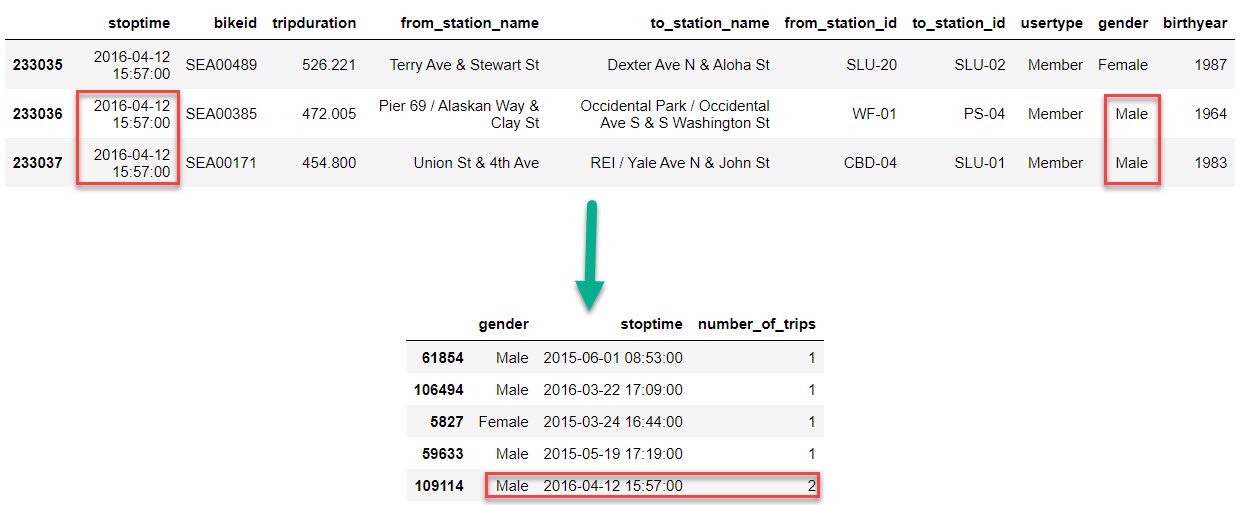 stoptime bikeid tripduration from_station_name to_station_name from_station_id to_station_id usertype gender birthyear
233035 2016-04-12 15:57:00 SEA00489 526.221 Terry Ave & Stewart St Dexter Ave N & Aloha St SLU-20 SLU-02 Member Female 1987
233036 2016-04-12 15:57:00 SEA00385 472.005 Pier 69 / Alaskan Way & Clay St Occidental Park / Occidental Ave S & S Washington St WF-01 PS-04 Member Male 1964
233037 2016-04-12 15:57:00 SEA00171 454.800 Union St & 4th Ave REI / Yale Ave N & John St CBD-04 SLU-01 Member Male 1983
gender stoptime number_of_trips
61854 Male 2015-06-01 08:53:00 1
106494 Male 2016-03-22 17:09:00 1
5827 Female 2015-03-24 16:44:00 1
59633 Male 2015-05-19 17:19:00 1
109114 Male 2016-04-12 15:57:00 2